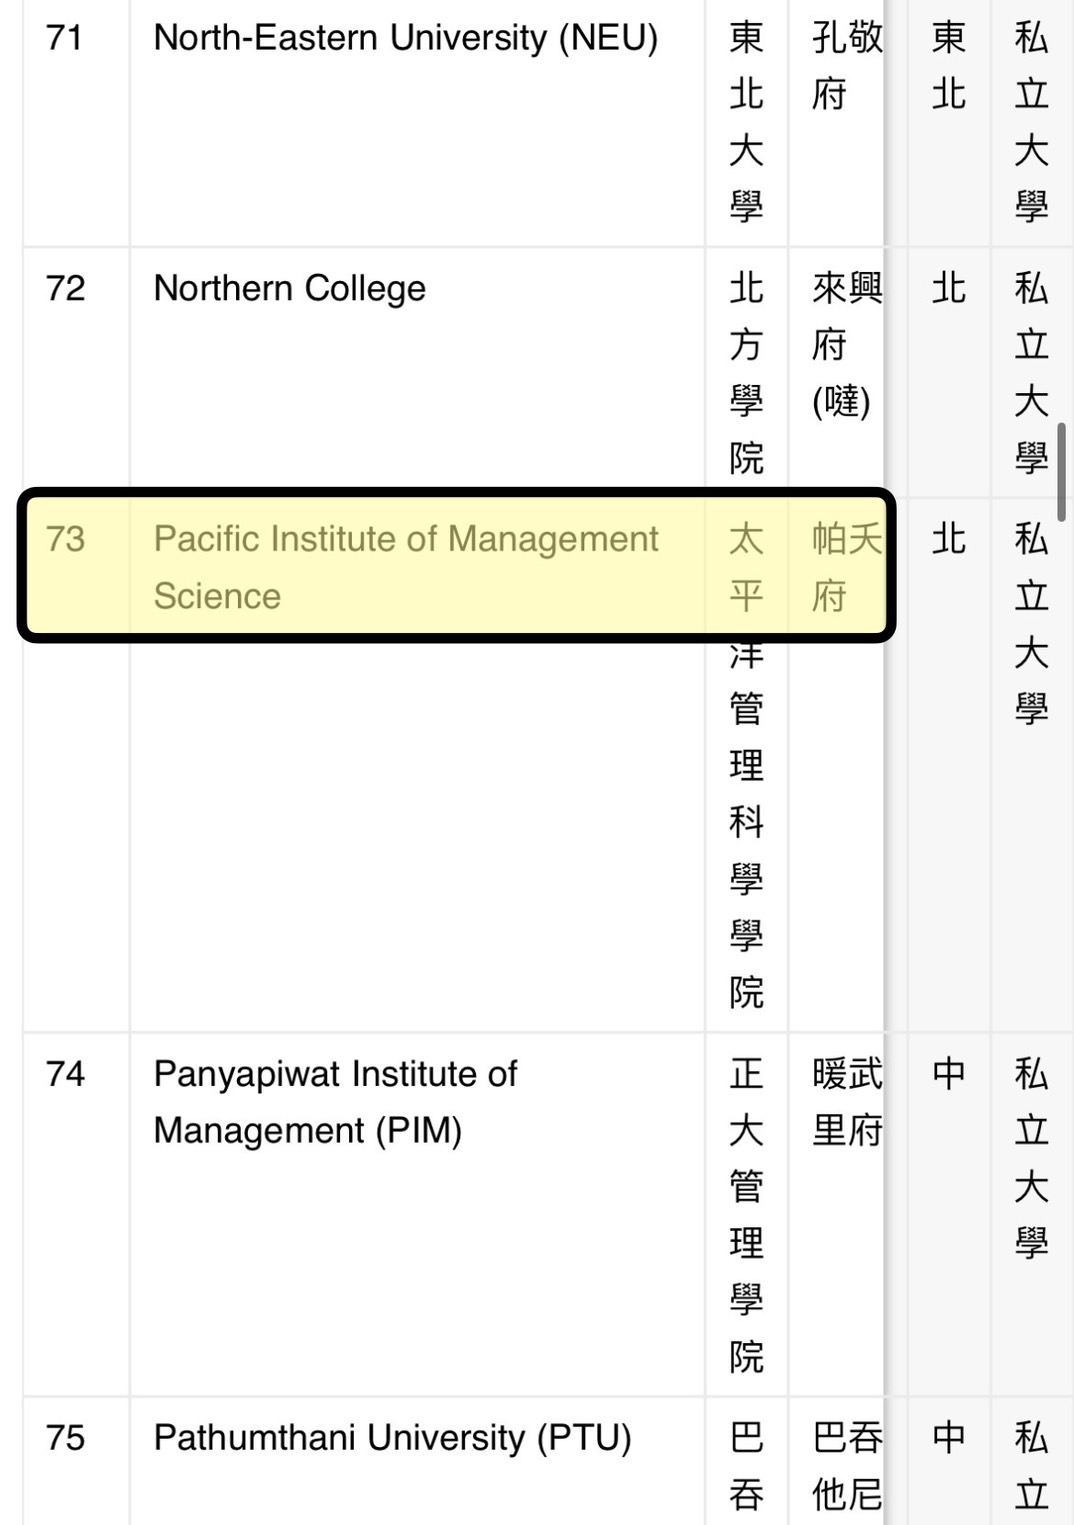 71 North-Eastern University (NEU) 東北大學 孔敬府 東北 私立大學
72 Northern College 北方學院 來興府 (噠) 北 私立大學
73 Pacific Institute of Management Science 太平洋管理科學學院 帕夭府 北 私立大學
74 Panyapiwat Institute of Management (PIM) 正大管理學院 暖武里府 中 私立大學
75 Pathumthani University (PTU) 巴吞 巴吞他尼 中 私立